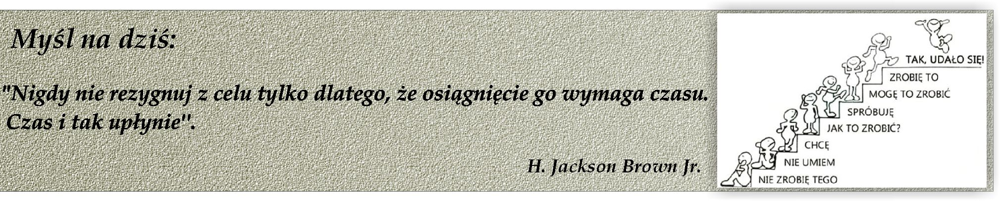 Myśl na dziś:
"Nigdy nie rezygnuj z celu tylko dlatego, że osiągnięcie go wymaga czasu.
Czas i tak upłynie".
H. Jackson Brown Jr.
TAK, UDAŁO SIĘ!
ZROBIĘ TO
MOGĘ TO ZROBIĆ
SPRÓBUJĘ
JAK TO ZROBIĆ?
CHCĘ
NIE UMIEM
NIE ZROBIĘ TEGO